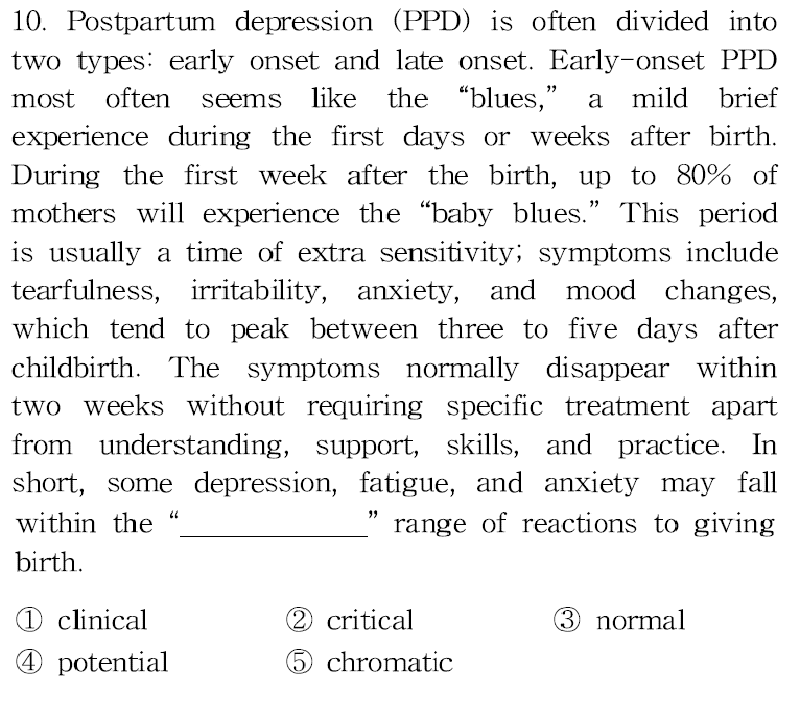 10. Postpartum depression (PPD) is often divided into
two types: early onset and late onset. Early-onset PPD
most often seems like the “blues,” a mild brief
experience during the first days or weeks after birth.
During the first week after the birth, up to 80% of
mothers will experience the “baby blues.” This period
is usually a time of extra sensitivity; symptoms include
tearfulness, irritability, anxiety, and mood changes,
which tend to peak between three to five days after
childbirth. The symptoms normally disappear within
two weeks without requiring specific treatment apart
from understanding, support, skills, and practice. In
short, some depression, fatigue, and anxiety may fall
within the “_____________” range of reactions to giving
birth.
① clinical ② critical ③ normal
④ potential ⑤ chromatic